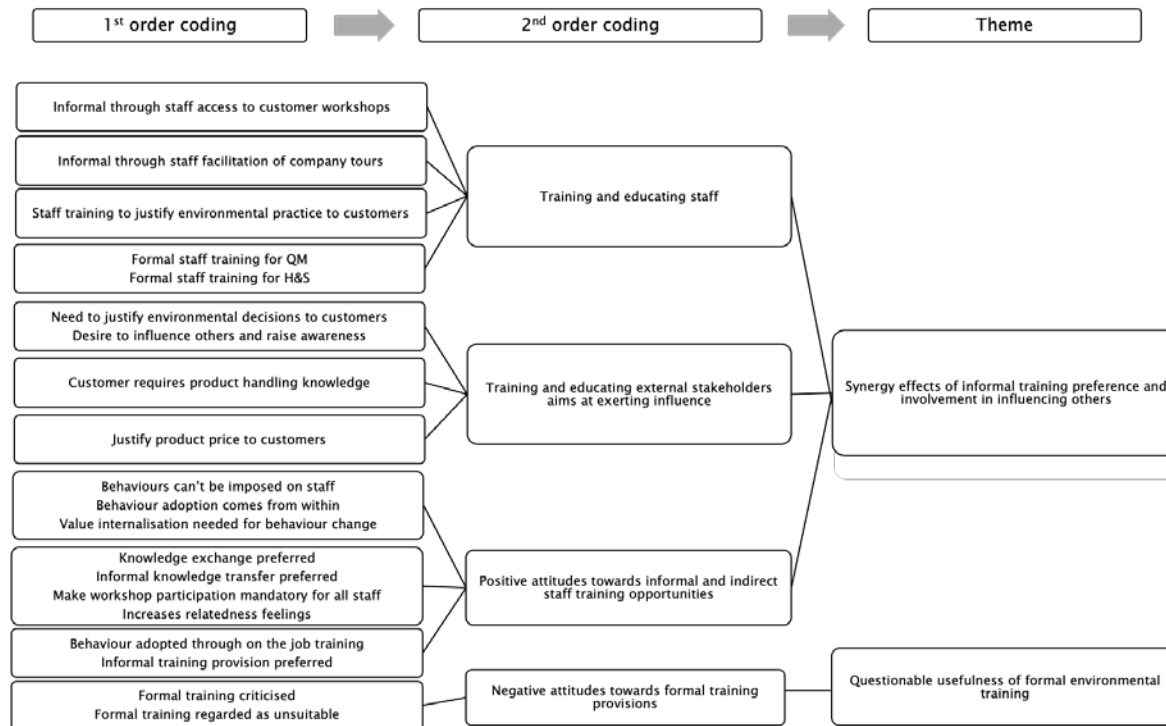 1st order coding
2nd order coding
Theme
Informal through staff access to customer workshops
Informal through staff facilitation of company tours
Staff training to justify environmental practice to customers
Formal staff training for QM
Formal staff training for H&S
Training and educating staff
Need to justify environmental decisions to customers
Desire to influence others and raise awareness
Customer requires product handling knowledge
Justify product price to customers
Training and educating external stakeholders
aims at exerting influence
Behaviours can't be imposed on staff
Behaviour adoption comes from within
Value internalisation needed for behaviour change
Knowledge exchange preferred
Informal knowledge transfer preferred
Make workshop participation mandatory for all staff
Increases relatedness feelings
Behaviour adopted through on the job training
Informal training provision preferred
Positive attitudes towards informal and indirect
staff training opportunities
Synergy effects of informal training preference and
involvement in influencing others
Formal training criticised
Formal training regarded as unsuitable
Negative attitudes towards formal training
provisions
Questionable usefulness of formal environmental
training